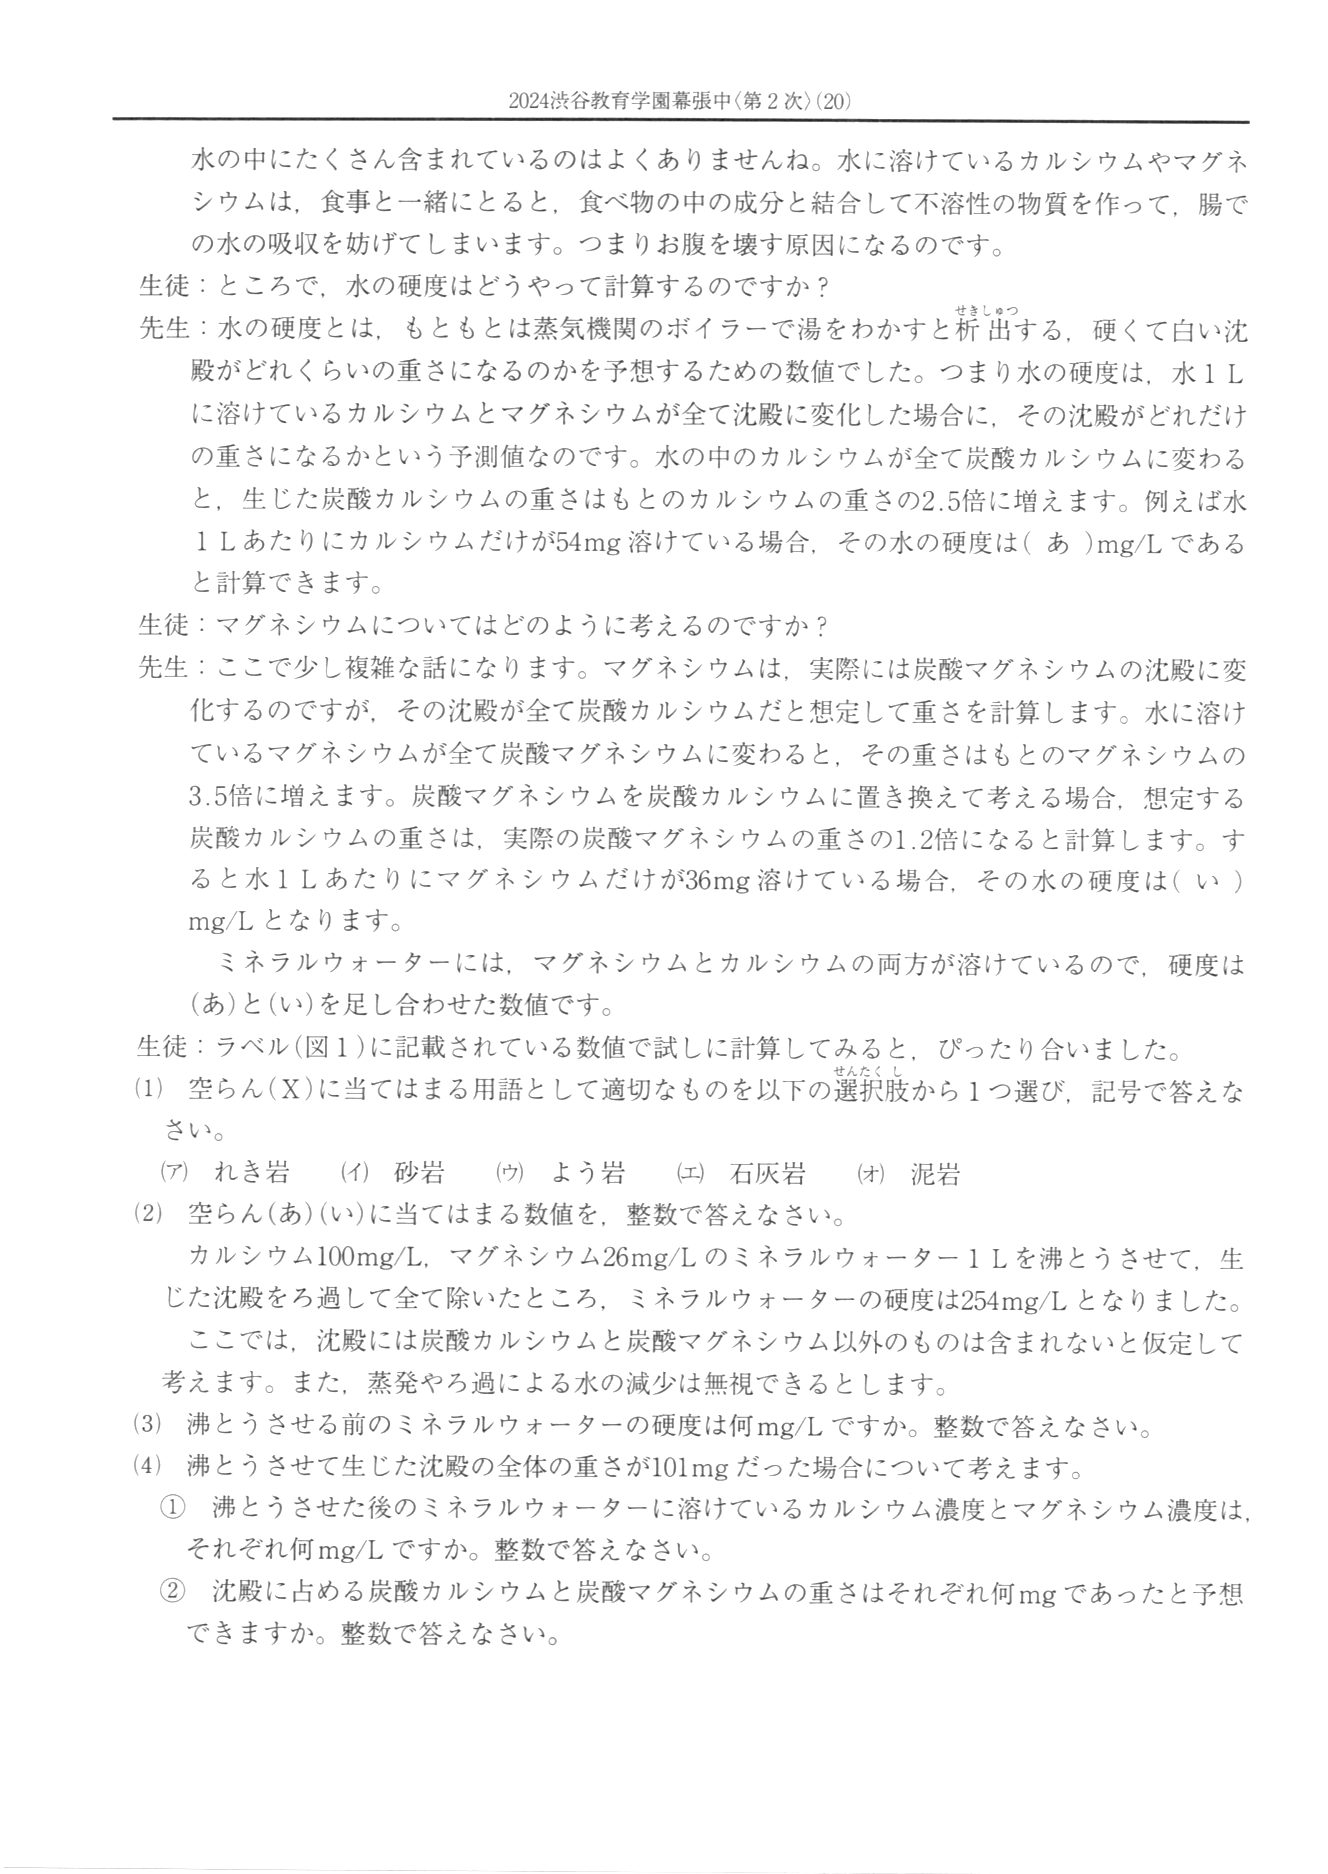 2024渋谷教育学園幕張中〈第2次〉(20)
水の中にたくさん含まれているのはよくありませんね。水に溶けているカルシウムやマグネ
シウムは，食事と一緒にとると，食べ物の中の成分と結合して不溶性の物質を作って，腸で
の水の吸収を妨げてしまいます。つまりお腹を壊す原因になるのです。
生徒：ところで，水の硬度はどうやって計算するのですか？
せきしゅつ
先生：水の硬度とは，もともとは蒸気機関のボイラーで湯をわかすと析出する，硬くて白い沈
殿がどれくらいの重さになるのかを予想するための数値でした。つまり水の硬度は，水１Ｌ
に溶けているカルシウムとマグネシウムが全て沈殿に変化した場合に，その沈殿がどれだけ
の重さになるかという予測値なのです。水の中のカルシウムが全て炭酸カルシウムに変わる
と，生じた炭酸カルシウムの重さはもとのカルシウムの重さの2.5倍に増えます。例えば水
１Ｌあたりにカルシウムだけが54mg溶けている場合，その水の硬度は( あ )mg/Lである
と計算できます。
生徒：マグネシウムについてはどのように考えるのですか？
先生：ここで少し複雑な話になります。マグネシウムは，実際には炭酸マグネシウムの沈殿に変
化するのですが，その沈殿が全て炭酸カルシウムだと想定して重さを計算します。水に溶け
ているマグネシウムが全て炭酸マグネシウムに変わると，その重さはもとのマグネシウムの
3.5倍に増えます。炭酸マグネシウムを炭酸カルシウムに置き換えて考える場合，想定する
炭酸カルシウムの重さは，実際の炭酸マグネシウムの重さの1.2倍になると計算します。す
ると水１Ｌあたりにマグネシウムだけが36mg溶けている場合，その水の硬度は( い )
mg/Lとなります。
ミネラルウォーターには，マグネシウムとカルシウムの両方が溶けているので，硬度は
(あ)と(い)を足し合わせた数値です。
生徒：ラベル(図１)に記載されている数値で試しに計算してみると，ぴったり合いました。
せんたくし
(1) 空らん(X)に当てはまる用語として適切なものを以下の選択肢から１つ選び，記号で答えな
さい。
(ア) れき岩 (イ) 砂岩 (ウ) よう岩 (エ) 石灰岩 (オ) 泥岩
(2) 空らん(あ)(い)に当てはまる数値を，整数で答えなさい。
カルシウム100mg/L，マグネシウム26mg/Lのミネラルウォーター１Ｌを沸とうさせて，生
じた沈殿をろ過して全て除いたところ，ミネラルウォーターの硬度は254mg/Lとなりました。
ここでは，沈殿には炭酸カルシウムと炭酸マグネシウム以外のものは含まれないと仮定して
考えます。また，蒸発やろ過による水の減少は無視できるとします。
(3) 沸とうさせる前のミネラルウォーターの硬度は何mg/Lですか。整数で答えなさい。
(4) 沸とうさせて生じた沈殿の全体の重さが101mgだった場合について考えます。
① 沸とうさせた後のミネラルウォーターに溶けているカルシウム濃度とマグネシウム濃度は，
それぞれ何mg/Lですか。整数で答えなさい。
② 沈殿に占める炭酸カルシウムと炭酸マグネシウムの重さはそれぞれ何mgであったと予想
できますか。整数で答えなさい。